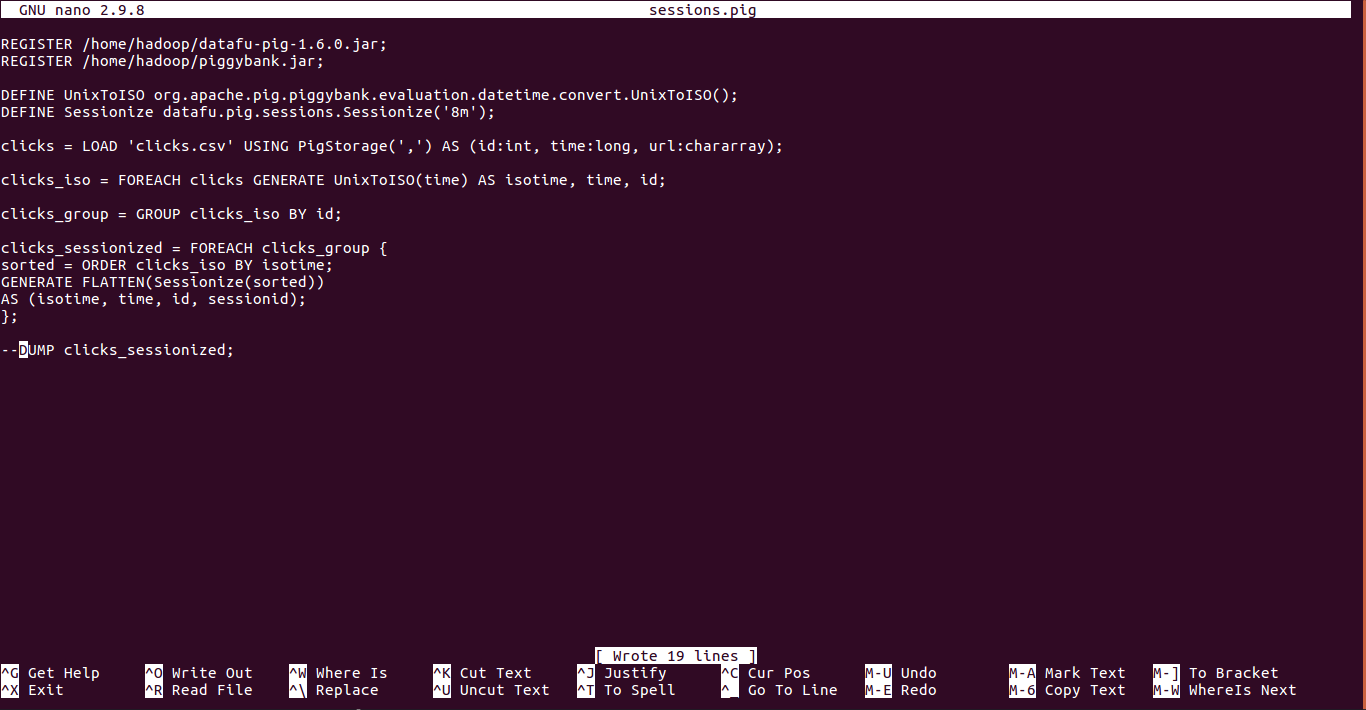 GNU nano 2.9.8 sessions.pig
REGISTER /home/hadoop/datafu-pig-1.6.0.jar;
REGISTER /home/hadoop/piggybank.jar;
DEFINE UnixToISO org.apache.pig.piggybank.evaluation.datetime.convert.UnixToISO();
DEFINE Sessionize datafu.pig.sessions.Sessionize('8m');
clicks = LOAD 'clicks.csv' USING PigStorage(',') AS (id:int, time:long, url:chararray);
clicks_iso = FOREACH clicks GENERATE UnixToISO(time) AS isotime, time, id;
clicks_group = GROUP clicks_iso BY id;
clicks_sessionized = FOREACH clicks_group {
sorted = ORDER clicks_iso BY isotime;
GENERATE FLATTEN(Sessionize(sorted))
AS (isotime, time, id, sessionid);
};
--DUMP clicks_sessionized;
[ Wrote 19 lines ]
^G Get Help ^O Write Out ^W Where Is ^K Cut Text ^J Justify ^C Cur Pos M-U Undo M-A Mark Text M-] To Bracket
^X Exit ^R Read File ^\ Replace ^U Uncut Text ^T To Spell ^_ Go To Line M-E Redo M-6 Copy Text M-W WhereIs Next